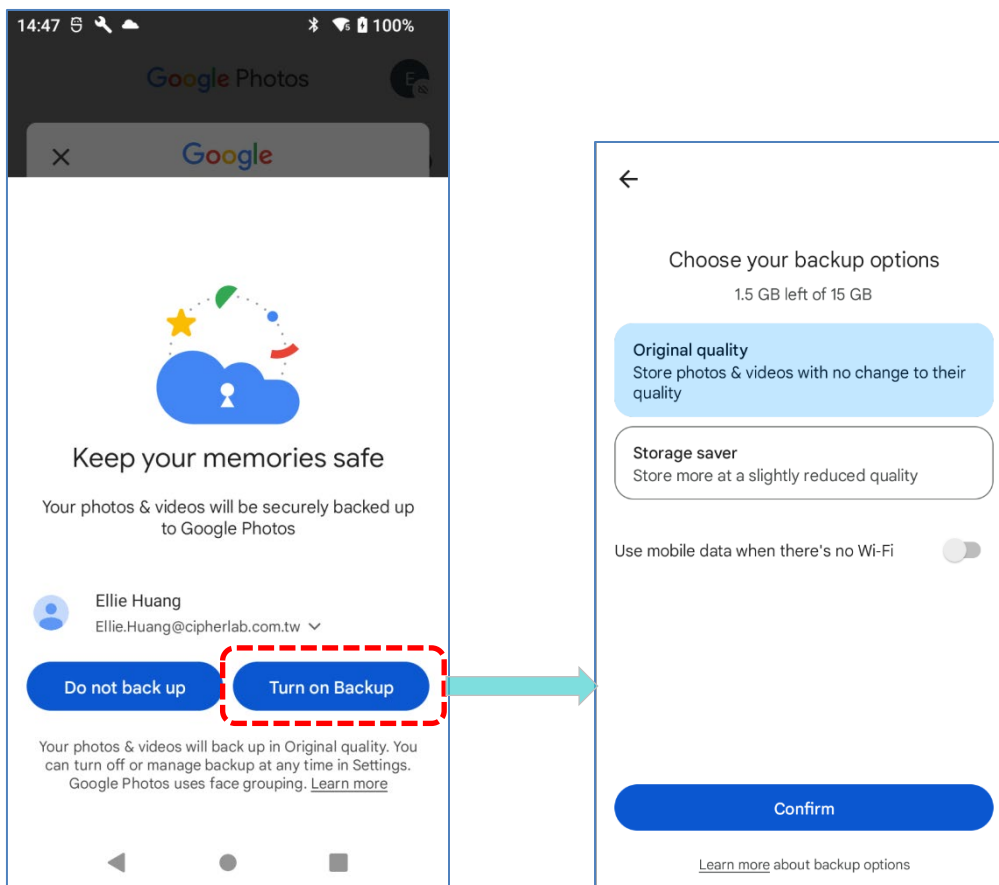 14:47
100%
Google Photos
E
Google
Keep your memories safe
Your photos & videos will be securely backed up
to Google Photos
Ellie Huang
Ellie.Huang@cipherlab.com.tw
Do not back up
Turn on Backup
Your photos & videos will back up in Original quality. You
can turn off or manage backup at any time in Settings.
Google Photos uses face grouping. Learn more
Choose your backup options
1.5 GB left of 15 GB
Original quality
Store photos & videos with no change to their
quality
Storage saver
Store more at a slightly reduced quality
Use mobile data when there's no Wi-Fi
Confirm
Learn more about backup options